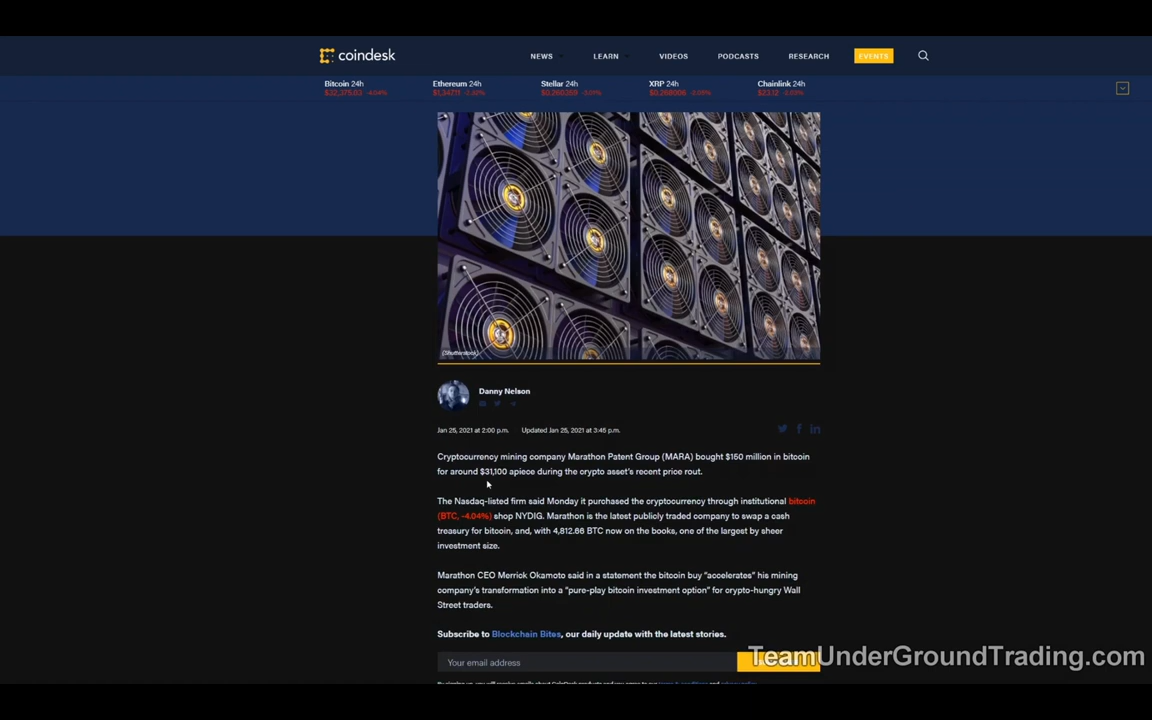 coindesk
NEWS LEARN VIDEOS PODCASTS RESEARCH EVENTS
Bitcoin 24h Ethereum 24h Stellar 24h XRP 24h Chainlink 24h
(Shutterstock)
Danny Nelson
Jan 25, 2021 at 2:00 p.m. Updated Jan 25, 2021 at 3:45 p.m.
Cryptocurrency mining company Marathon Patent Group (MARA) bought $150 million in bitcoin
for around $31,100 apiece during the crypto asset's recent price rout.
The Nasdaq-listed firm said Monday it purchased the cryptocurrency through institutional bitcoin
(BTC, -4.04%) shop NYDIG. Marathon is the latest publicly traded company to swap a cash
treasury for bitcoin, and, with 4,812.66 BTC now on the books, one of the largest by sheer
investment size.
Marathon CEO Merrick Okamoto said in a statement the bitcoin buy "accelerates" his mining
company's transformation into a "pure-play bitcoin investment option" for crypto-hungry Wall
Street traders.
Subscribe to Blockchain Bites, our daily update with the latest stories.
Your email address
TeamUnderGroundTrading.com